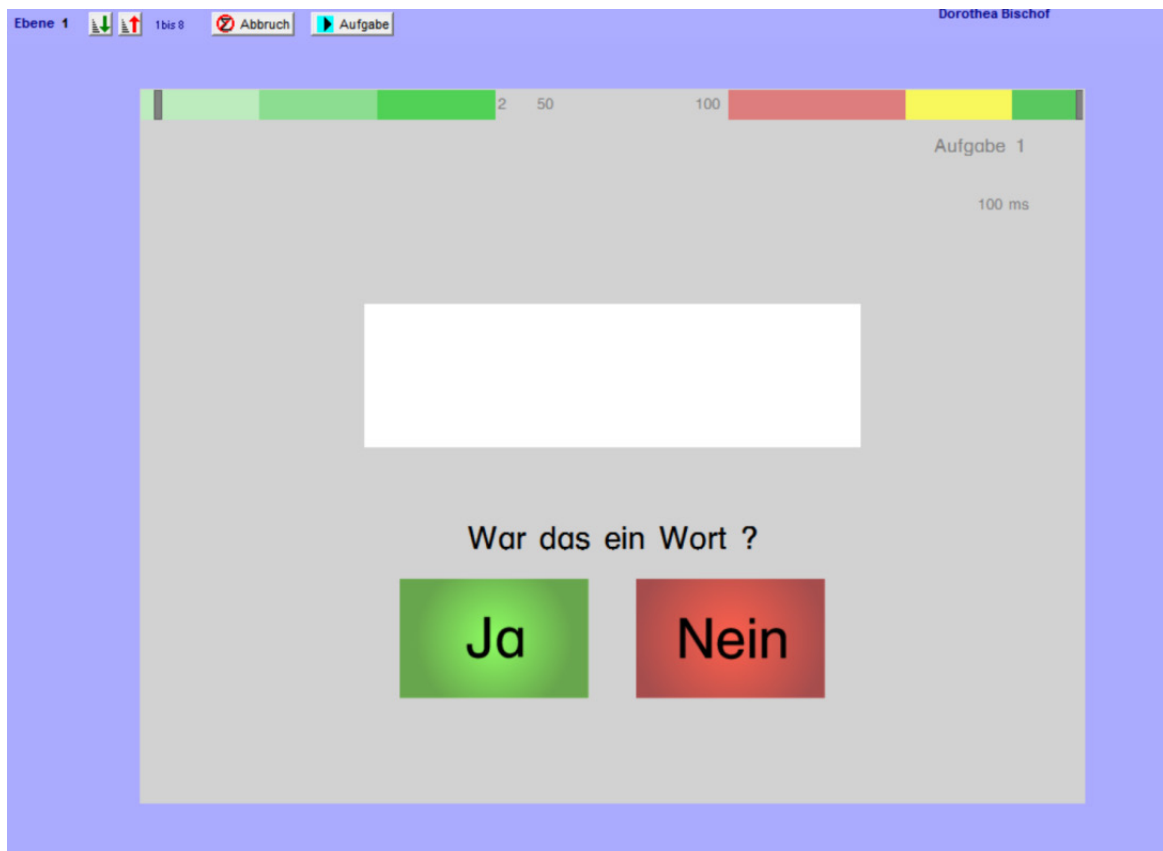 Ebene 1 1 bis 8 Abbruch Aufgabe Dorothea Bischof
2 50 100
Aufgabe 1
100 ms
War das ein Wort ?
Ja Nein